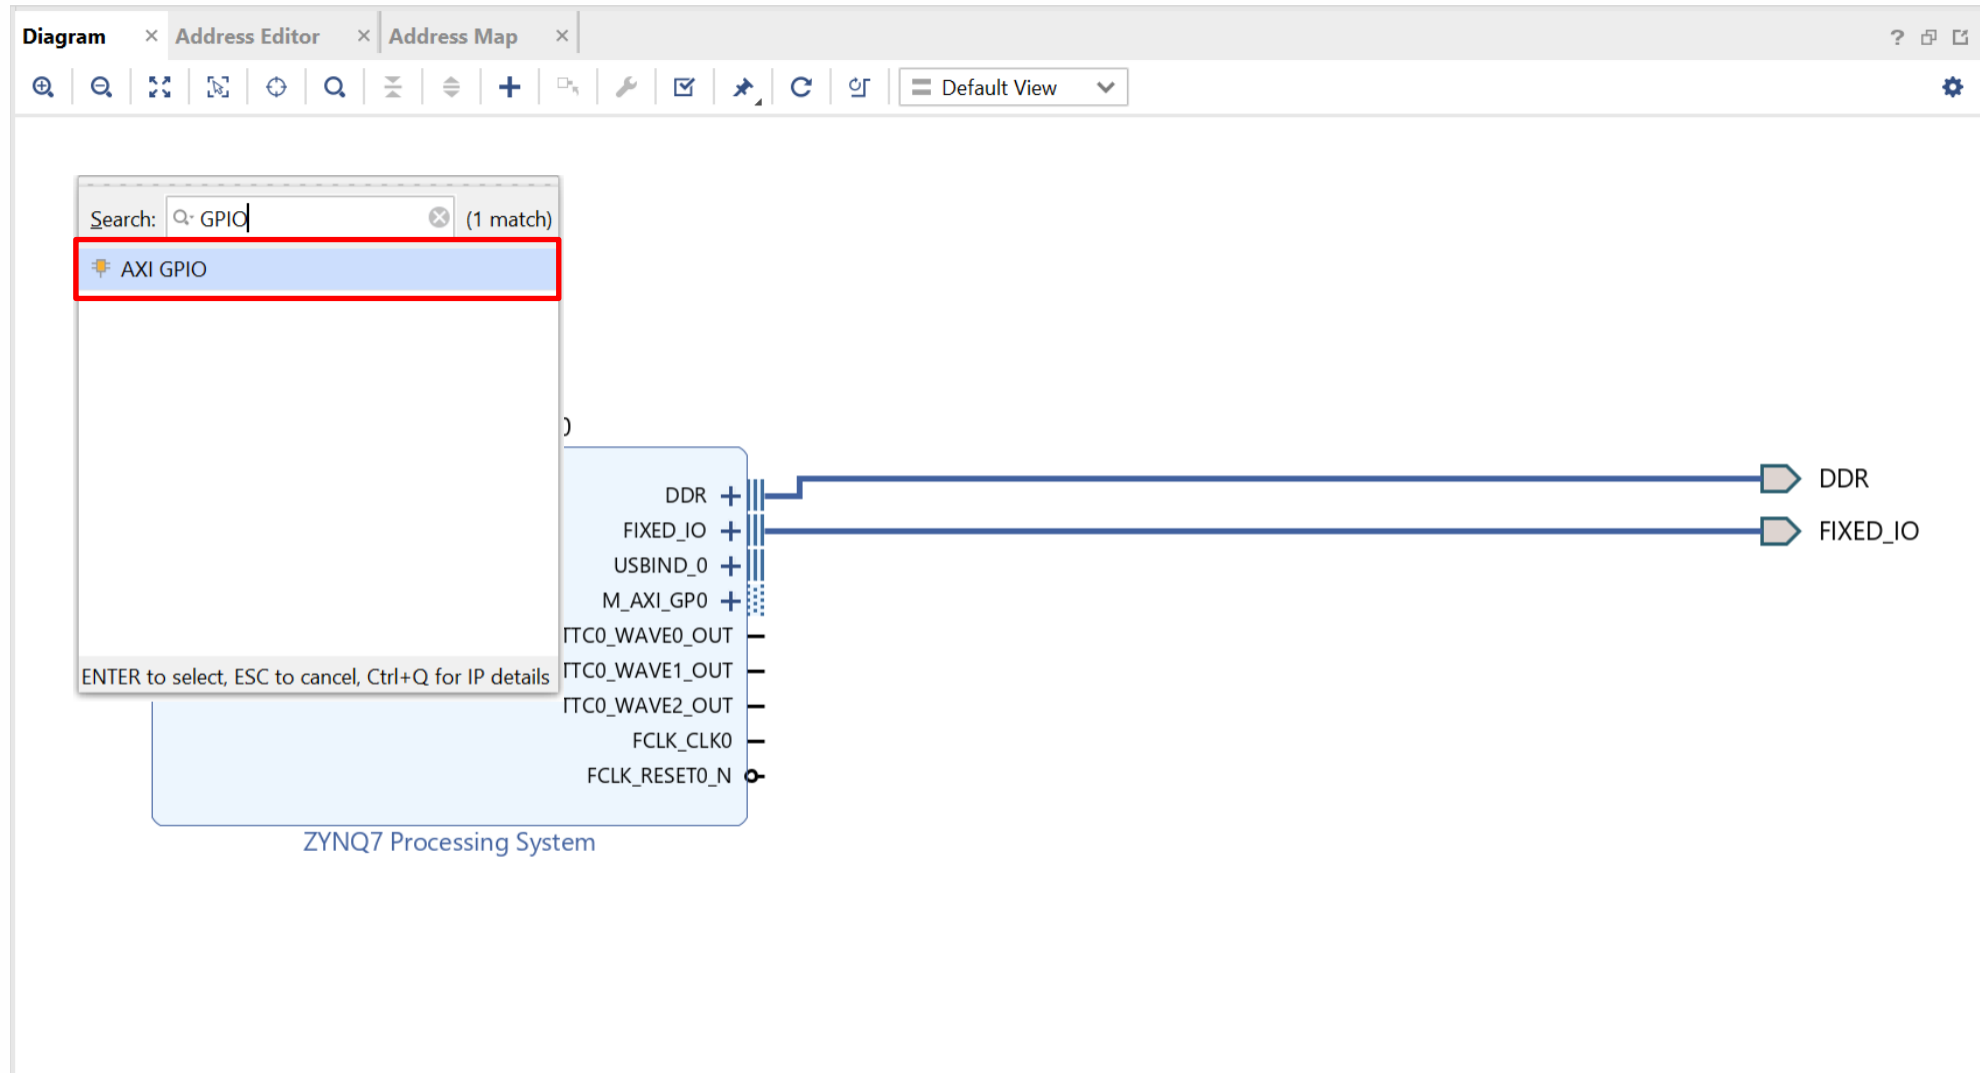 Diagram Address Editor Address Map
Default View
Search: GPIO (1 match)
AXI GPIO
ENTER to select, ESC to cancel, Ctrl+Q for IP details
DDR
FIXED_IO
USBIND_0
M_AXI_GP0
TTC0_WAVE0_OUT
TTC0_WAVE1_OUT
TTC0_WAVE2_OUT
FCLK_CLK0
FCLK_RESET0_N
ZYNQ7 Processing System
DDR
FIXED_IO